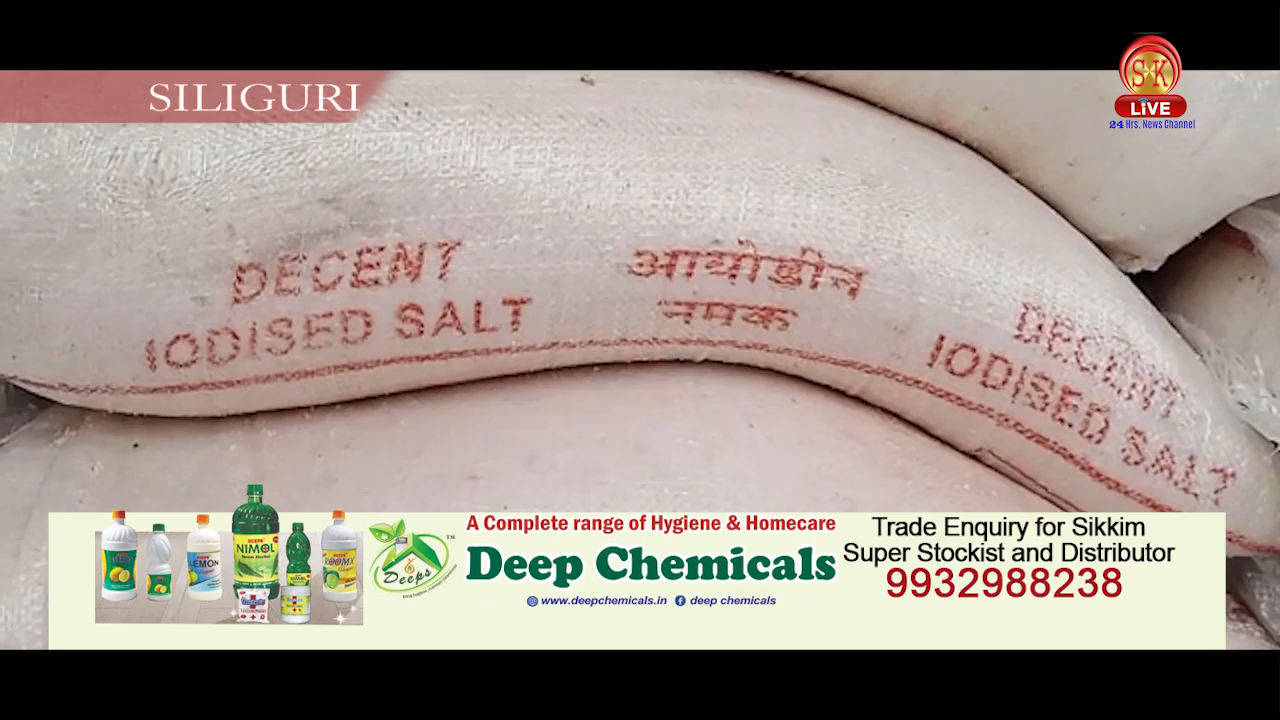 SILIGURI
SK
LIVE
24 Hrs. News Channel
DECENT
IODISED SALT
आयोडीन
नमक
DECENT
IODISED SALT
NIMOL
LEMON
ROOMX
Deeps
TM
A Complete range of Hygiene & Homecare
Deep Chemicals
www.deepchemicals.in deep chemicals
Trade Enquiry for Sikkim
Super Stockist and Distributor
9932988238